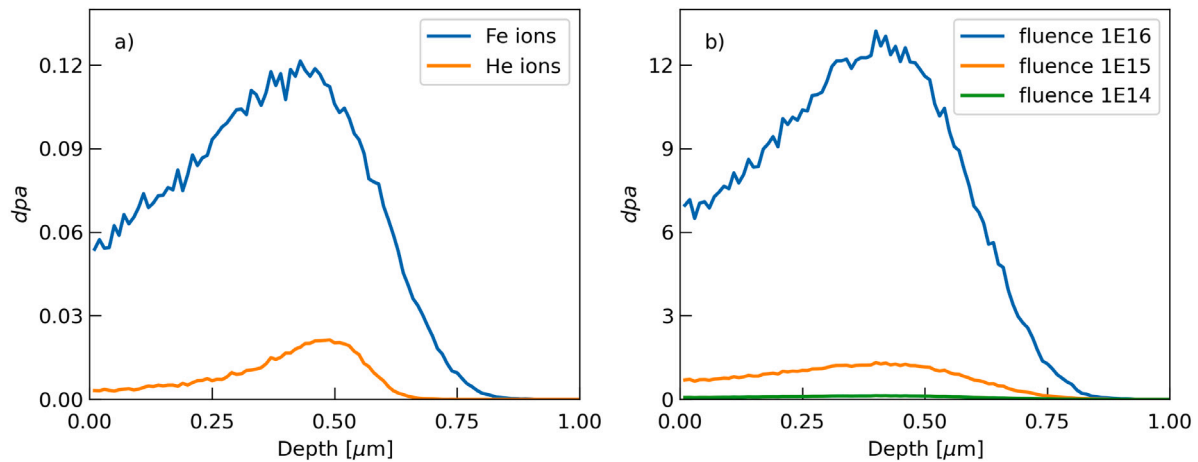 a)
Fe ions
He ions
0.12
0.09
0.06
0.03
0.00
dpa
0.00 0.25 0.50 0.75 1.00
Depth [μm]
b)
fluence 1E16
fluence 1E15
fluence 1E14
12
9
6
3
0
dpa
0.00 0.25 0.50 0.75 1.00
Depth [μm]